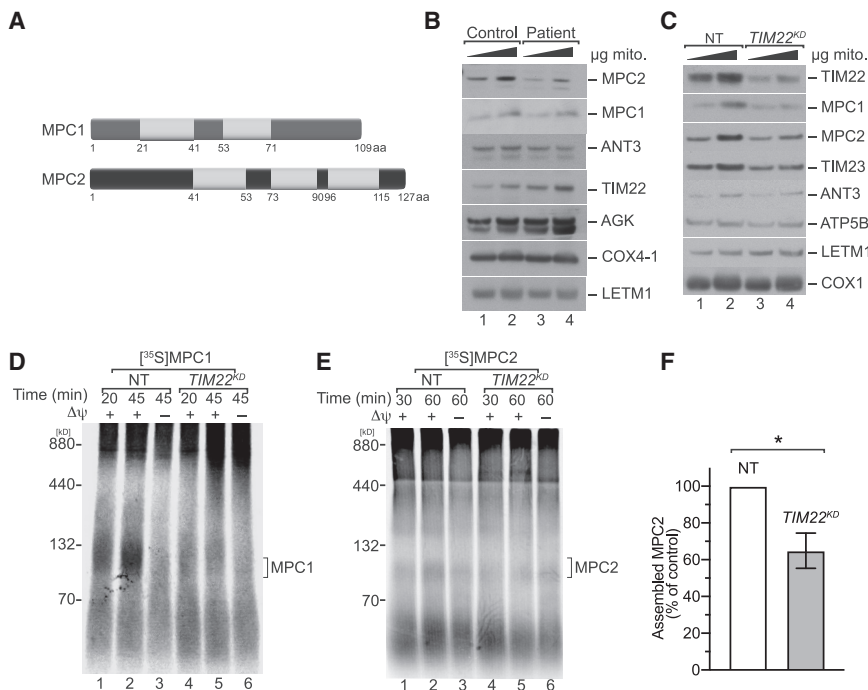 A
MPC1
1 21 41 53 71 109aa
MPC2
1 41 53 73 9096 115 127aa
B
Control Patient
µg mito.
MPC2
MPC1
ANT3
TIM22
AGK
COX4-1
LETM1
1 2 3 4
C
NT TIM22KD
µg mito.
TIM22
MPC1
MPC2
TIM23
ANT3
ATP5B
LETM1
COX1
1 2 3 4
D
[35S]MPC1
NT TIM22KD
Time (min) 20 45 45 20 45 45
Δψ + + − + + −
[kD]
880
440
132
MPC1
70
1 2 3 4 5 6
E
[35S]MPC2
NT TIM22KD
Time (min) 30 60 60 30 60 60
Δψ + + − + + −
[kD]
880
440
132
MPC2
70
1 2 3 4 5 6
F
*
NT
TIM22KD
Assembled MPC2
(% of control)
100
80
60
40
20
0